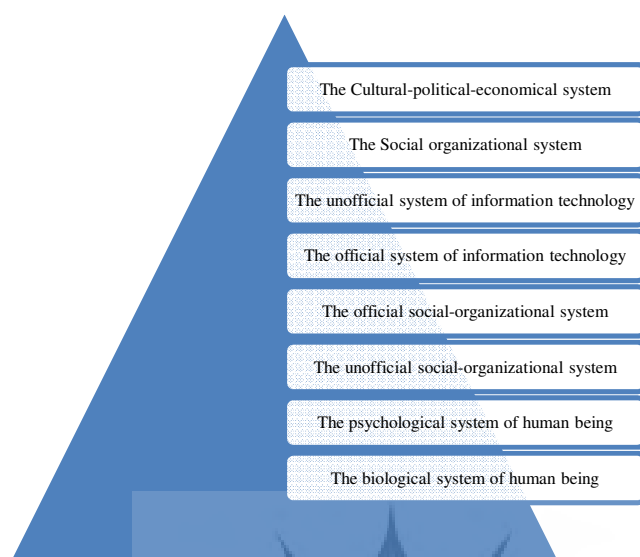 The Cultural-political-economical system
The Social organizational system
The unofficial system of information technology
The official system of information technology
The official social-organizational system
The unofficial social-organizational system
The psychological system of human being
The biological system of human being